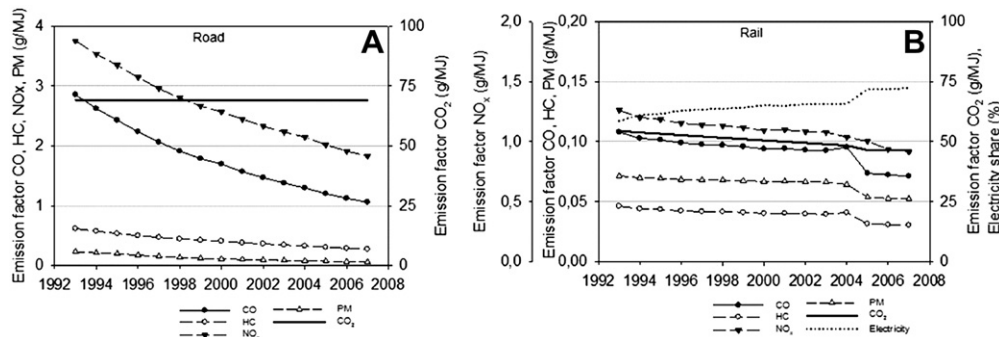 Road
A
Emission factor CO, HC, NOx, PM (g/MJ)
4
3
2
1
0
100
75
50
25
0
Emission factor CO₂ (g/MJ)
1992 1994 1996 1998 2000 2002 2004 2006 2008
CO
HC
NOₓ
PM
CO₂
Rail
B
Emission factor NOₓ (g/MJ)
2,0
1,5
1,0
0,5
0,0
Emission factor CO, HC, PM (g/MJ)
0,20
0,15
0,10
0,05
0,00
100
75
50
25
0
Emission factor CO₂ (g/MJ),
Electricity share (%)
1992 1994 1996 1998 2000 2002 2004 2006 2008
CO
HC
NOₓ
PM
CO₂
Electricity